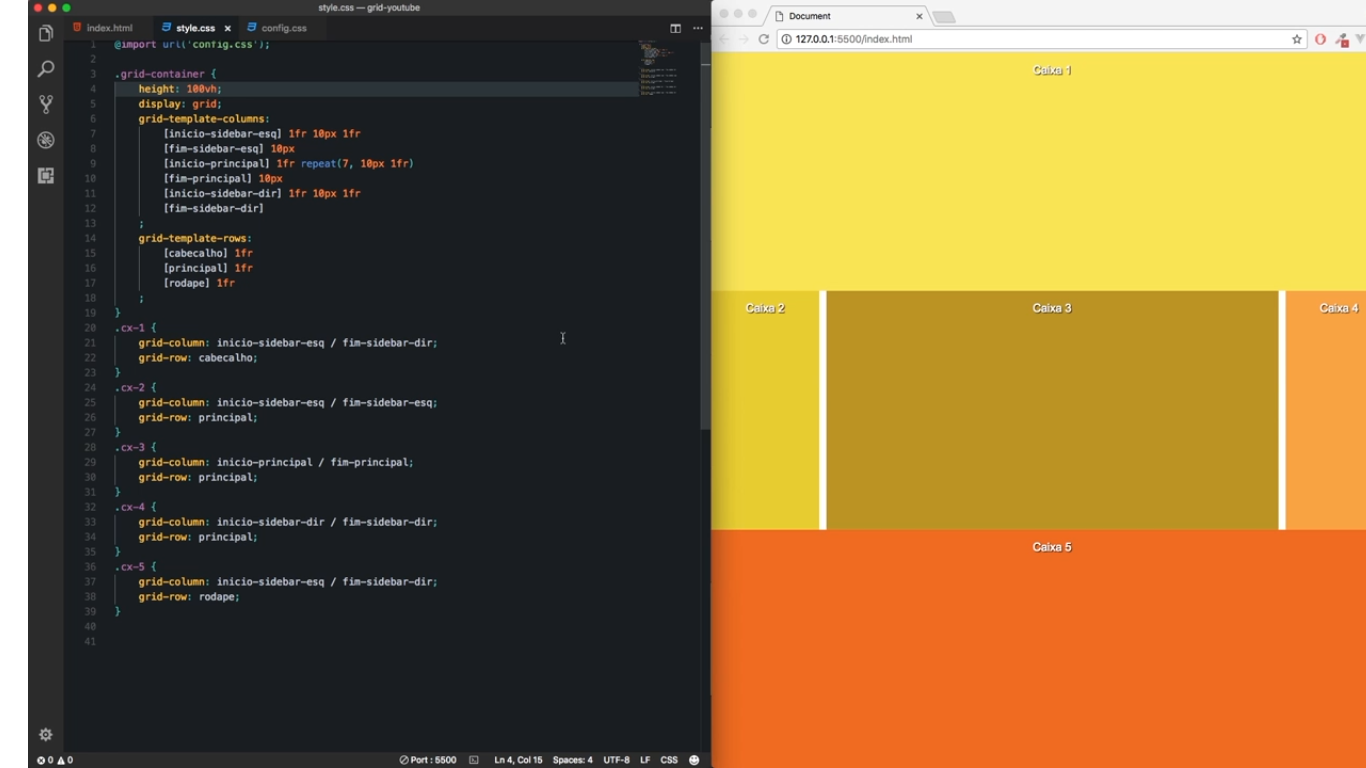 style.css — grid-youtube
index.html
style.css
config.css
1 @import url('config.css');
2
3 .grid-container {
4 height: 100vh;
5 display: grid;
6 grid-template-columns:
7 [inicio-sidebar-esq] 1fr 10px 1fr
8 [fim-sidebar-esq] 10px
9 [inicio-principal] 1fr repeat(7, 10px 1fr)
10 [fim-principal] 10px
11 [inicio-sidebar-dir] 1fr 10px 1fr
12 [fim-sidebar-dir]
13 ;
14 grid-template-rows:
15 [cabecalho] 1fr
16 [principal] 1fr
17 [rodape] 1fr
18 ;
19 }
20 .cx-1 {
21 grid-column: inicio-sidebar-esq / fim-sidebar-dir;
22 grid-row: cabecalho;
23 }
24 .cx-2 {
25 grid-column: inicio-sidebar-esq / fim-sidebar-esq;
26 grid-row: principal;
27 }
28 .cx-3 {
29 grid-column: inicio-principal / fim-principal;
30 grid-row: principal;
31 }
32 .cx-4 {
33 grid-column: inicio-sidebar-dir / fim-sidebar-dir;
34 grid-row: principal;
35 }
36 .cx-5 {
37 grid-column: inicio-sidebar-esq / fim-sidebar-dir;
38 grid-row: rodape;
39 }
40
41
0 0
Port : 5500
Ln 4, Col 15 Spaces: 4 UTF-8 LF CSS
Document
127.0.0.1:5500/index.html
Caixa 1
Caixa 2
Caixa 3
Caixa 4
Caixa 5